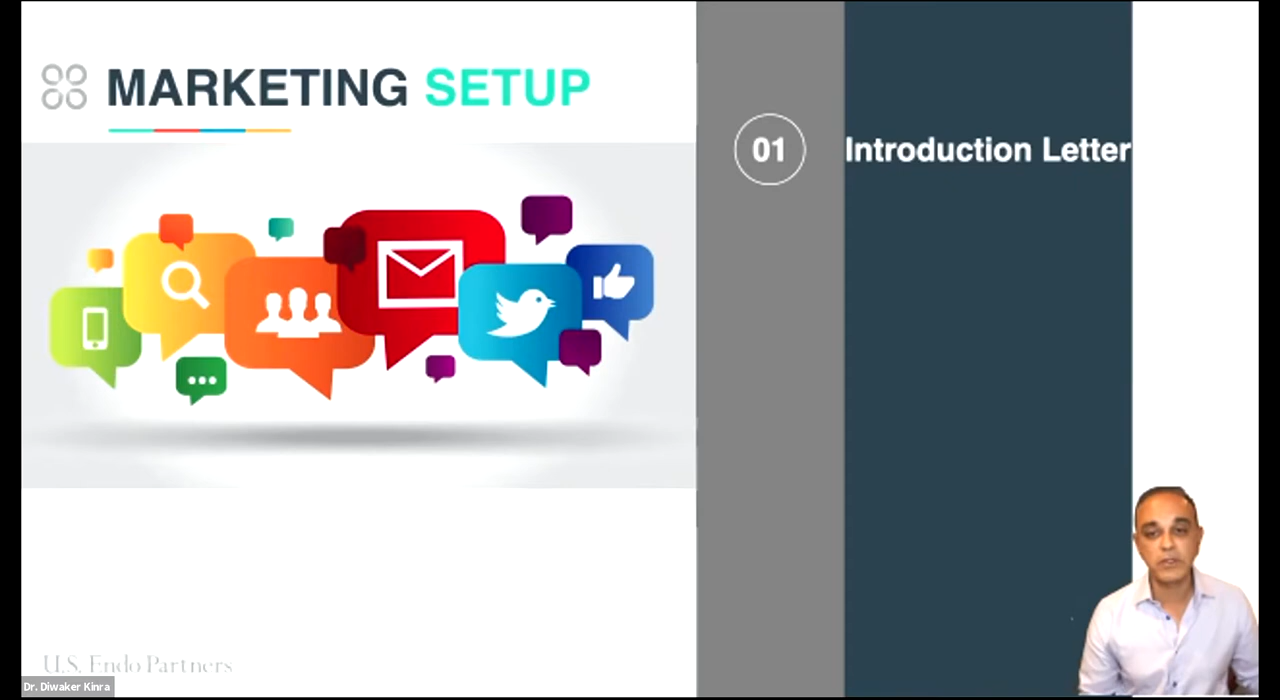 MARKETING SETUP
01
Introduction Letter
U.S. Endo Partners
Dr. Diwaker Kinra